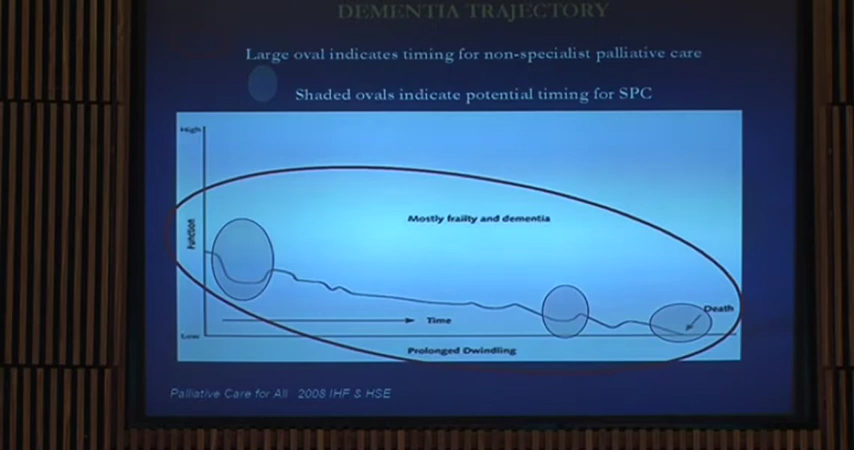 DEMENTIA TRAJECTORY
Large oval indicates timing for non-specialist palliative care
Shaded ovals indicate potential timing for SPC
High
Mostly frailty and dementia
Function
Death
Time
Low
Prolonged Dwindling
Palliative Care for All 2008 IHF & HSE